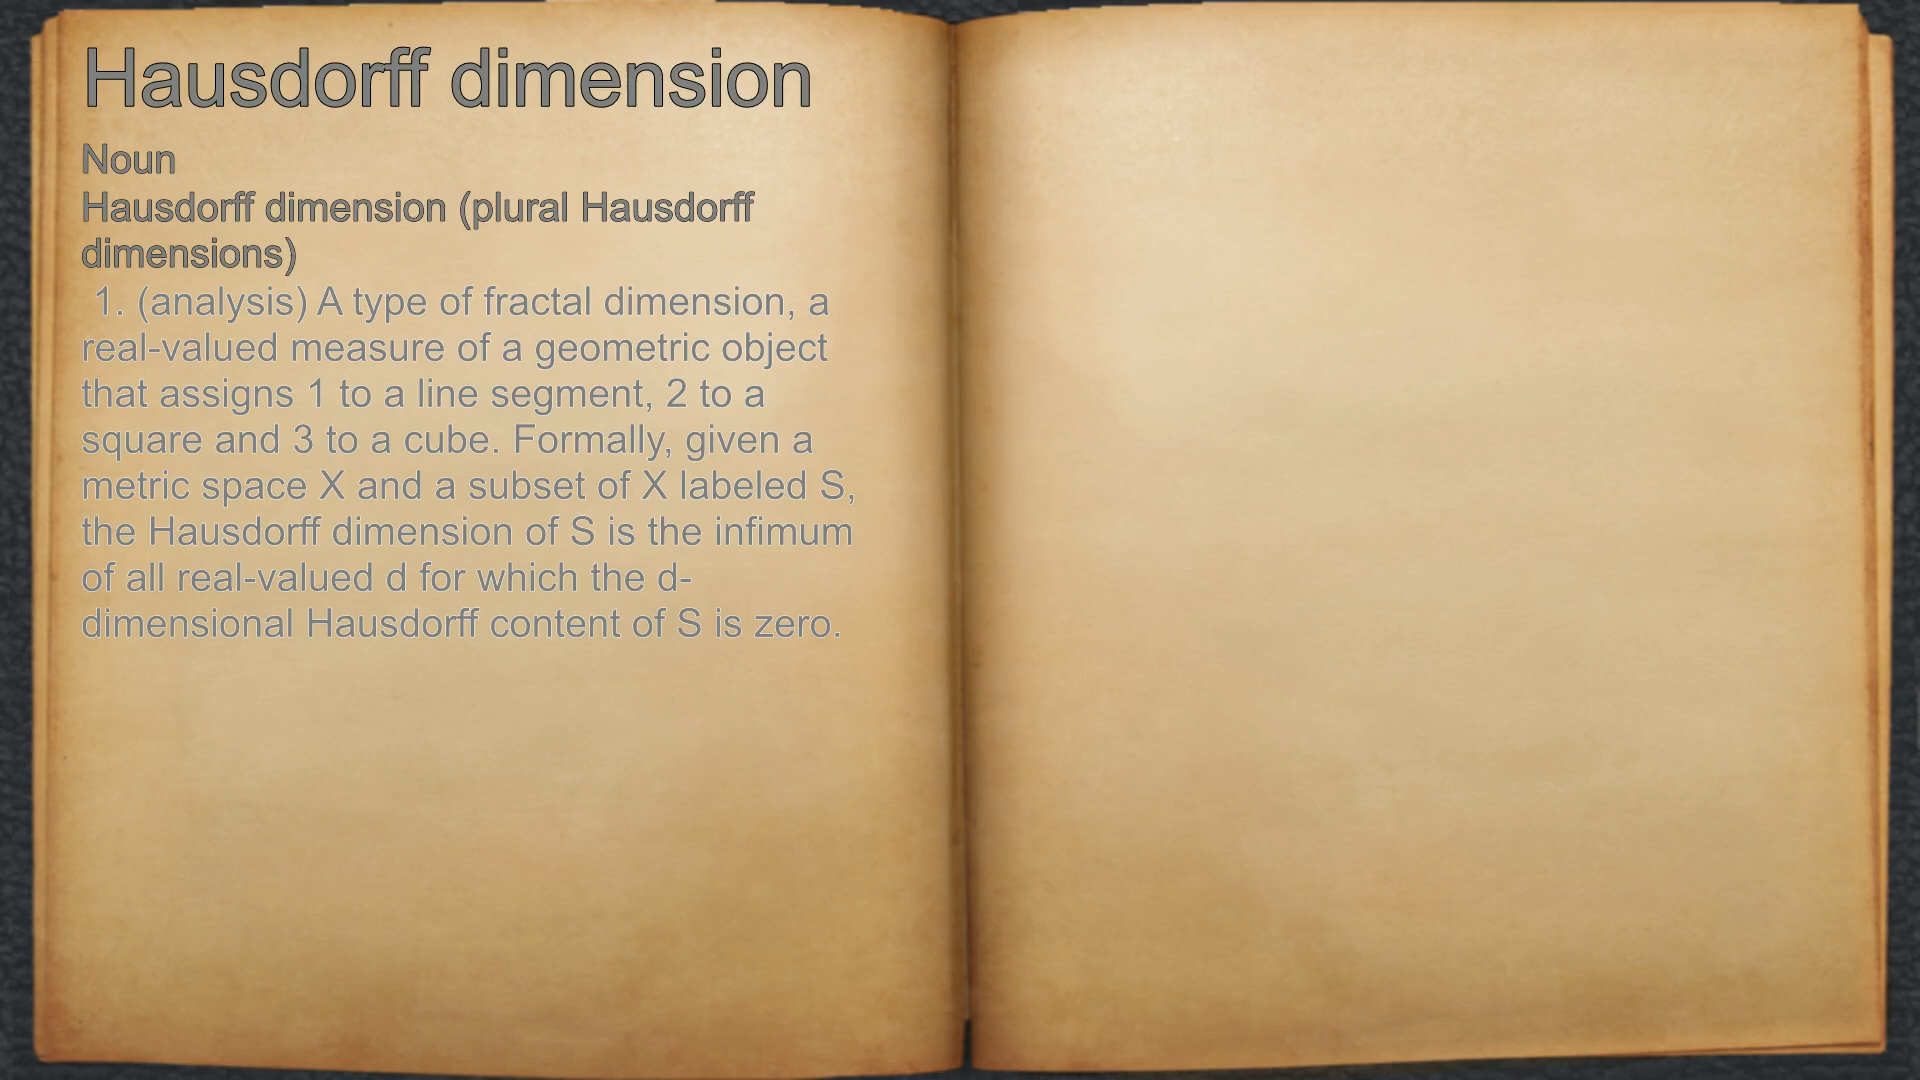 Hausdorff dimension
Noun
Hausdorff dimension (plural Hausdorff
dimensions)
1. (analysis) A type of fractal dimension, a
real-valued measure of a geometric object
that assigns 1 to a line segment, 2 to a
square and 3 to a cube. Formally, given a
metric space X and a subset of X labeled S,
the Hausdorff dimension of S is the infimum
of all real-valued d for which the d-
dimensional Hausdorff content of S is zero.